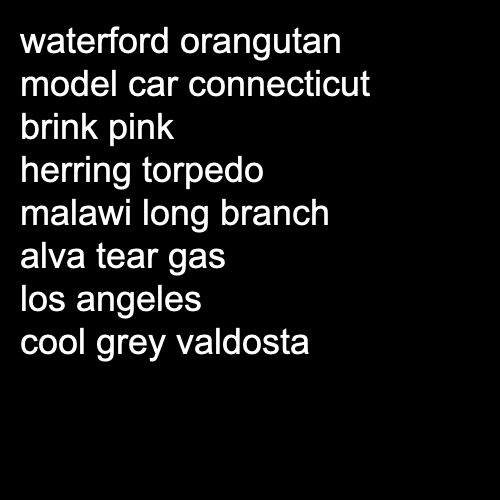 waterford orangutan
model car connecticut
brink pink
herring torpedo
malawi long branch
alva tear gas
los angeles
cool grey valdosta